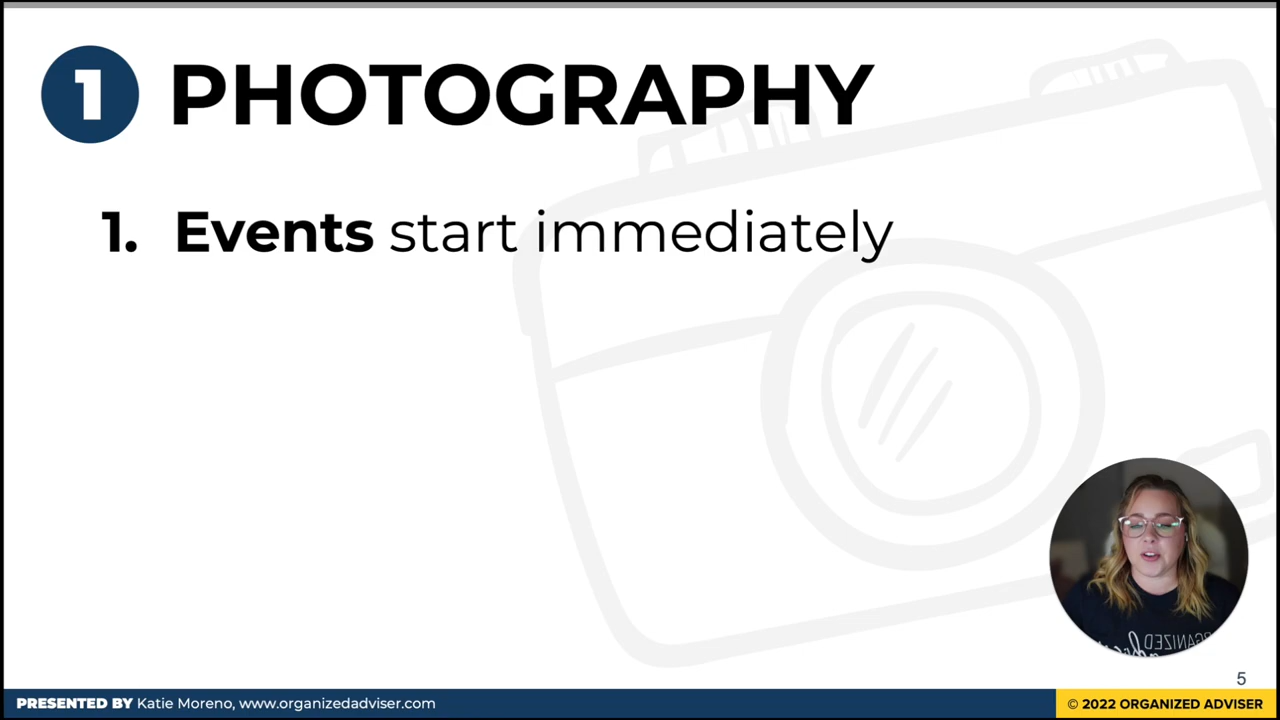 1 PHOTOGRAPHY
1. Events start immediately
5
PRESENTED BY Katie Moreno, www.organizedadviser.com
© 2022 ORGANIZED ADVISER